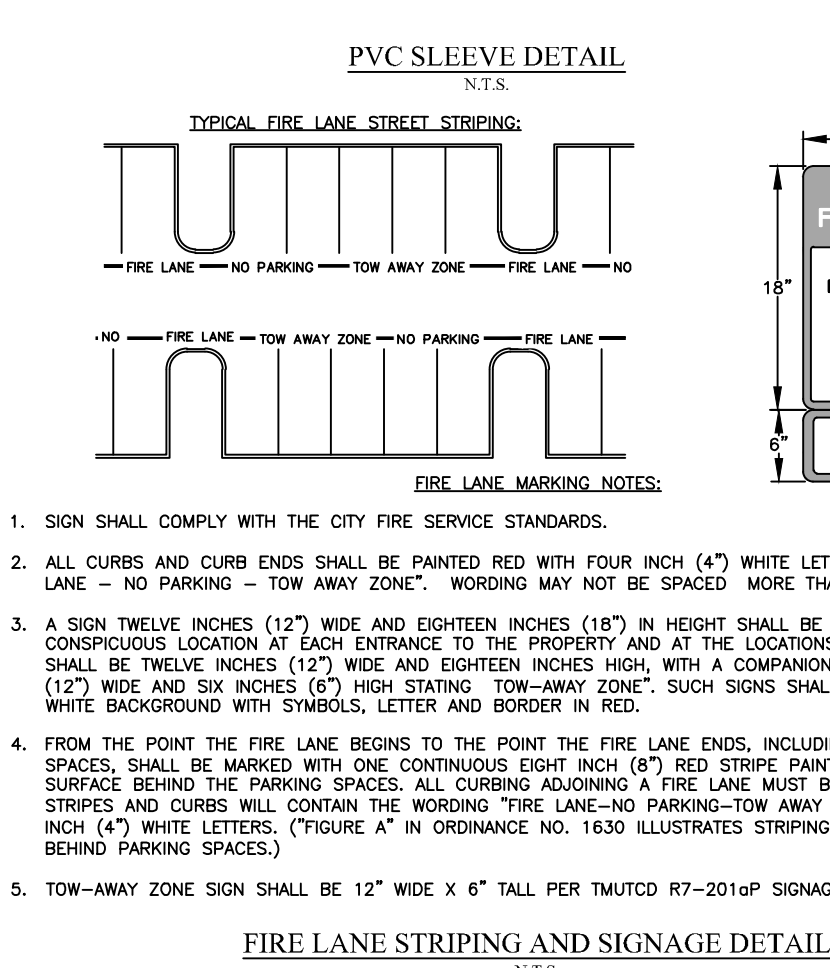 PVC SLEEVE DETAIL
N.T.S.
TYPICAL FIRE LANE STREET STRIPING:
FIRE LANE — NO PARKING — TOW AWAY ZONE — FIRE LANE — NO
NO — FIRE LANE — TOW AWAY ZONE — NO PARKING — FIRE LANE —
18"
6"
FIRE LANE MARKING NOTES:
1. SIGN SHALL COMPLY WITH THE CITY FIRE SERVICE STANDARDS.
2. ALL CURBS AND CURB ENDS SHALL BE PAINTED RED WITH FOUR INCH (4") WHITE LET
LANE – NO PARKING – TOW AWAY ZONE". WORDING MAY NOT BE SPACED MORE THA
3. A SIGN TWELVE INCHES (12") WIDE AND EIGHTEEN INCHES (18") IN HEIGHT SHALL BE
CONSPICUOUS LOCATION AT EACH ENTRANCE TO THE PROPERTY AND AT THE LOCATIONS
SHALL BE TWELVE INCHES (12") WIDE AND EIGHTEEN INCHES HIGH, WITH A COMPANION
(12") WIDE AND SIX INCHES (6") HIGH STATING TOW–AWAY ZONE". SUCH SIGNS SHAL
WHITE BACKGROUND WITH SYMBOLS, LETTER AND BORDER IN RED.
4. FROM THE POINT THE FIRE LANE BEGINS TO THE POINT THE FIRE LANE ENDS, INCLUDI
SPACES, SHALL BE MARKED WITH ONE CONTINUOUS EIGHT INCH (8") RED STRIPE PAINT
SURFACE BEHIND THE PARKING SPACES. ALL CURBING ADJOINING A FIRE LANE MUST B
STRIPES AND CURBS WILL CONTAIN THE WORDING "FIRE LANE–NO PARKING–TOW AWAY
INCH (4") WHITE LETTERS. ("FIGURE A" IN ORDINANCE NO. 1630 ILLUSTRATES STRIPING
BEHIND PARKING SPACES.)
5. TOW–AWAY ZONE SIGN SHALL BE 12" WIDE X 6" TALL PER TMUTCD R7–201aP SIGNAG
FIRE LANE STRIPING AND SIGNAGE DETAIL
N.T.S.